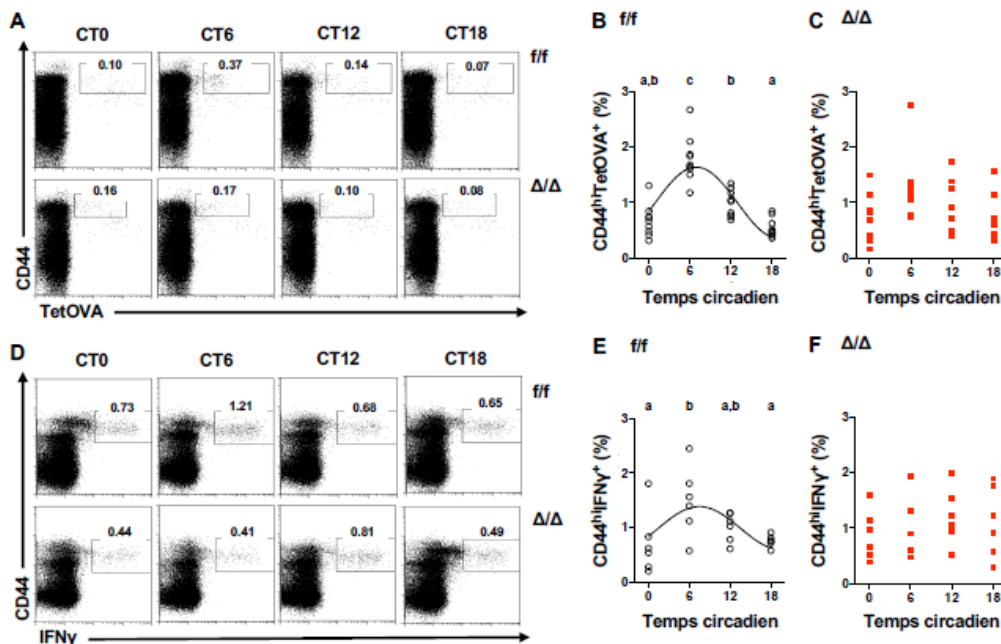 A
CT0 CT6 CT12 CT18
f/f
0.10 0.37 0.14 0.07
Δ/Δ
0.16 0.17 0.10 0.08
CD44
TetOVA
B f/f
a,b c b a
CD44hiTetOVA+ (%)
3
2
1
0
0 6 12 18
Temps circadien
C Δ/Δ
CD44hiTetOVA+ (%)
3
2
1
0
0 6 12 18
Temps circadien
D
CT0 CT6 CT12 CT18
f/f
0.73 1.21 0.68 0.65
Δ/Δ
0.44 0.41 0.81 0.49
CD44
IFNγ
E f/f
a b a,b a
CD44hiIFNγ+ (%)
3
2
1
0
0 6 12 18
Temps circadien
F Δ/Δ
CD44hiIFNγ+ (%)
3
2
1
0
0 6 12 18
Temps circadien